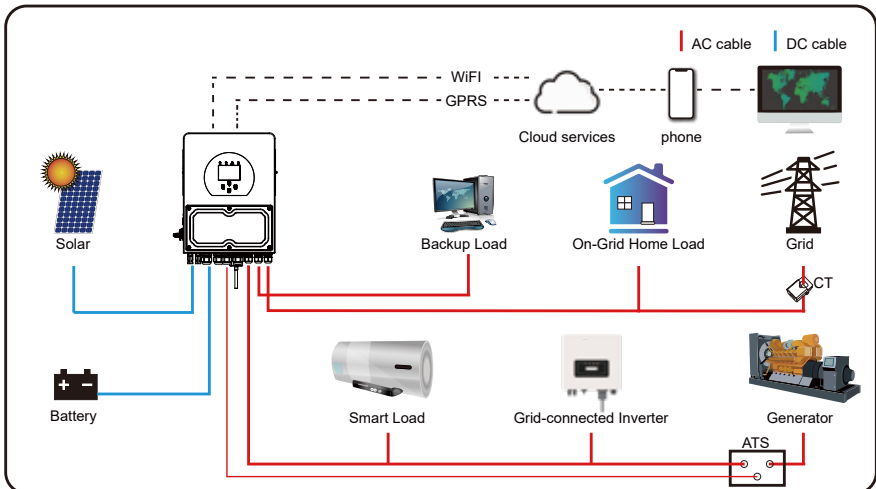 AC cable
DC cable
WiFI
GPRS
Cloud services
phone
Solar
Backup Load
On-Grid Home Load
Grid
CT
Battery
Smart Load
Grid-connected Inverter
Generator
ATS